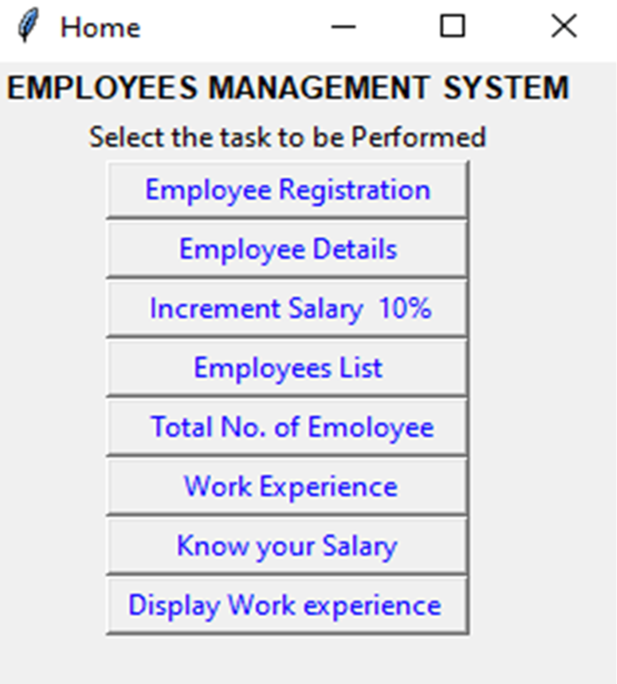 Home
EMPLOYEES MANAGEMENT SYSTEM
Select the task to be Performed
Employee Registration
Employee Details
Increment Salary  10%
Employees List
Total No. of Emoloyee
Work Experience
Know your Salary
Display Work experience